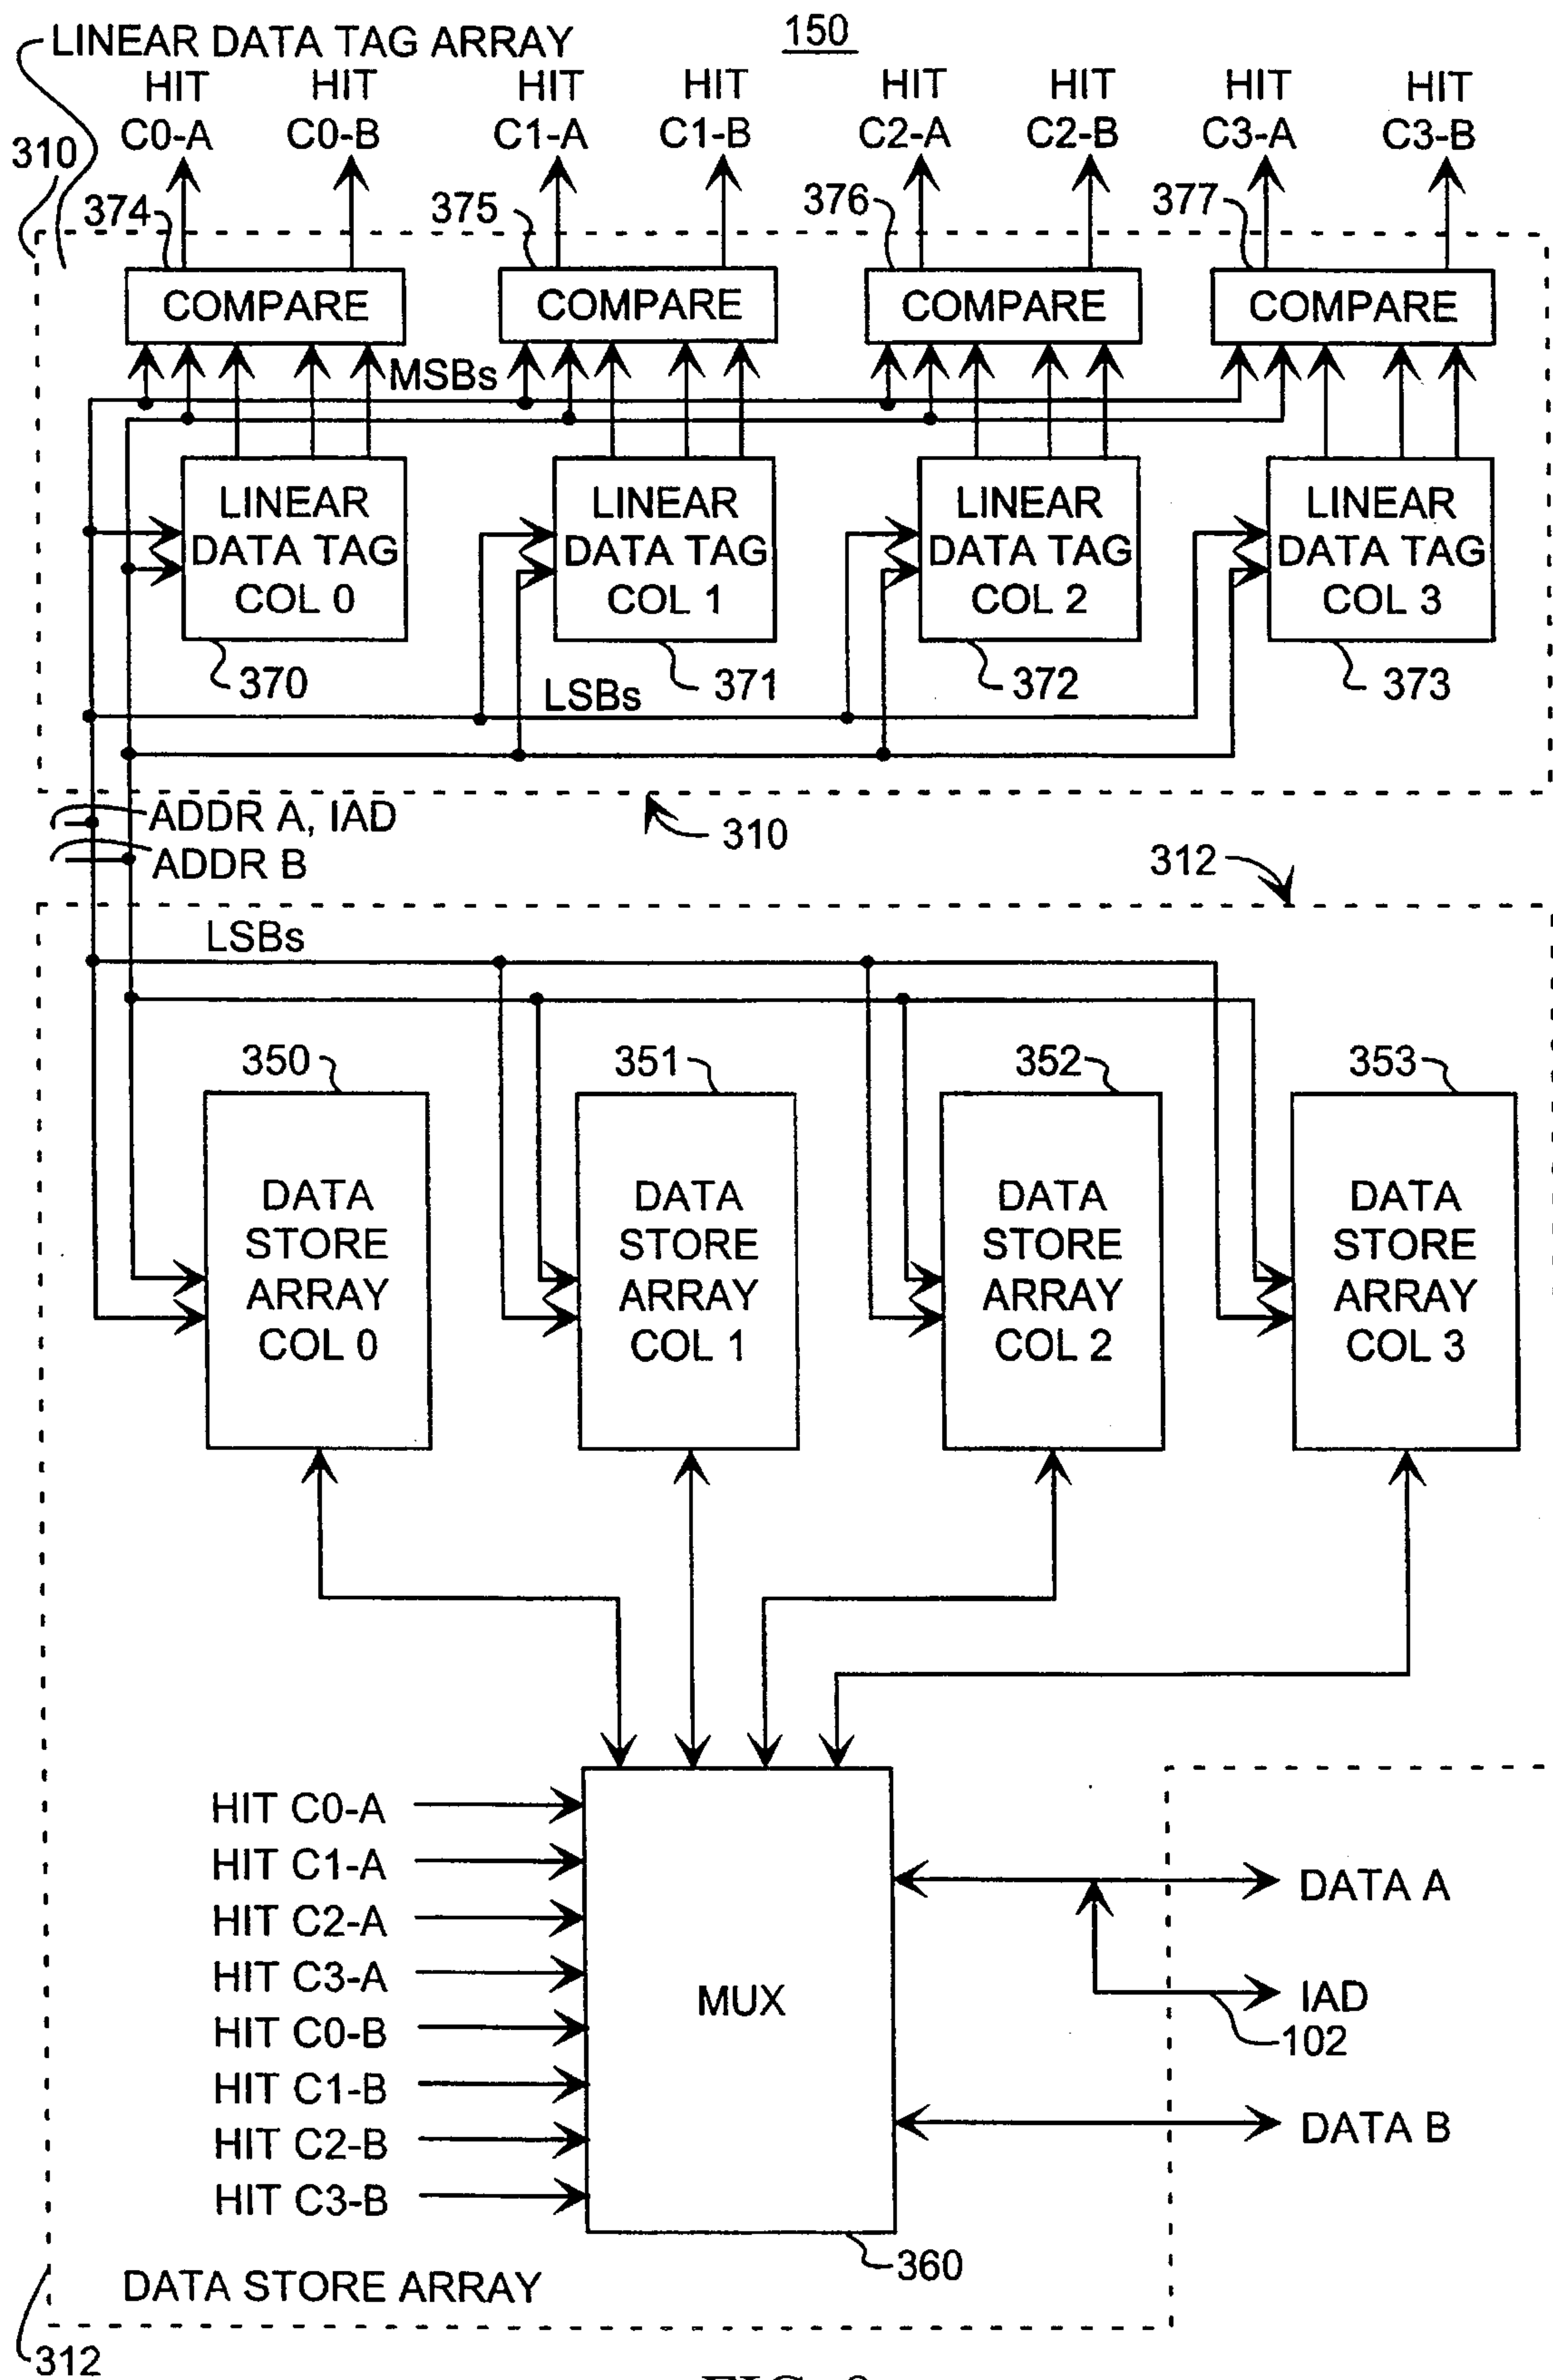 150
LINEAR DATA TAG ARRAY
HIT C0-A
HIT C0-B
HIT C1-A
HIT C1-B
HIT C2-A
HIT C2-B
HIT C3-A
HIT C3-B
310
374
375
376
377
COMPARE
COMPARE
COMPARE
COMPARE
MSBs
LINEAR
DATA TAG
COL 0
LINEAR
DATA TAG
COL 1
LINEAR
DATA TAG
COL 2
LINEAR
DATA TAG
COL 3
370
371
372
373
LSBs
ADDR A, IAD
ADDR B
310
312
LSBs
350
351
352
353
DATA
STORE
ARRAY
COL 0
DATA
STORE
ARRAY
COL 1
DATA
STORE
ARRAY
COL 2
DATA
STORE
ARRAY
COL 3
HIT C0-A
HIT C1-A
HIT C2-A
HIT C3-A
HIT C0-B
HIT C1-B
HIT C2-B
HIT C3-B
MUX
DATA A
IAD
102
DATA B
360
DATA STORE ARRAY
312